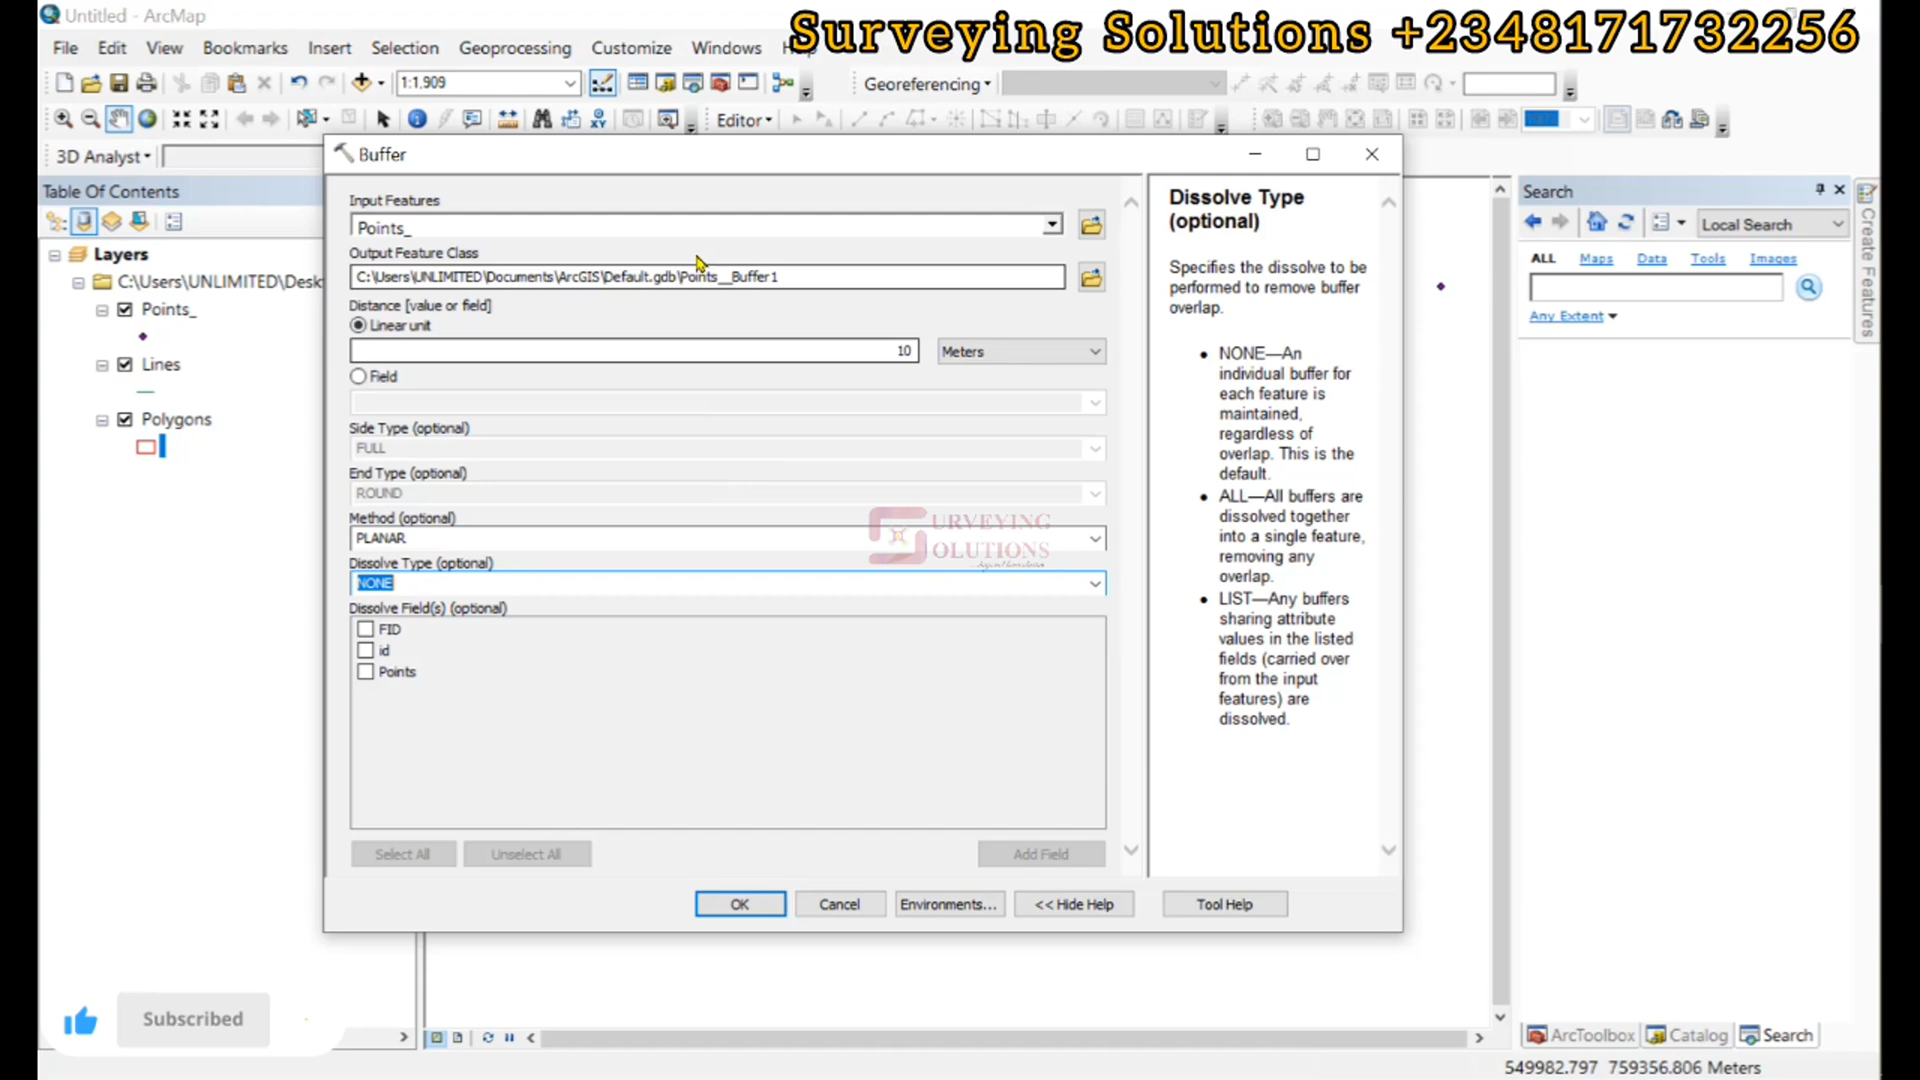 Untitled - ArcMap
Surveying Solutions +2348171732256
File Edit View Bookmarks Insert Selection Geoprocessing Customize Windows
1:1,909
Georeferencing
Editor
3D Analyst
Buffer
Table Of Contents
Layers
C:\Users\UNLIMITED\Desk
Points_
Lines
Polygons
Input Features
Points_
Output Feature Class
C:\Users\UNLIMITED\Documents\ArcGIS\Default.gdb\Points__Buffer1
Distance [value or field]
Linear unit
10 Meters
Field
Side Type (optional)
FULL
End Type (optional)
ROUND
Method (optional)
PLANAR
Dissolve Type (optional)
NONE
Dissolve Field(s) (optional)
FID
id
Points
Select All Unselect All Add Field
OK Cancel Environments... << Hide Help Tool Help
Dissolve Type
(optional)
Specifies the dissolve to be
performed to remove buffer
overlap.
• NONE—An
individual buffer for
each feature is
maintained,
regardless of
overlap. This is the
default.
• ALL—All buffers are
dissolved together
into a single feature,
removing any
overlap.
• LIST—Any buffers
sharing attribute
values in the listed
fields (carried over
from the input
features) are
dissolved.
SURVEYING
SOLUTIONS
Search
Local Search
ALL Maps Data Tools Images
Any Extent
Create Features
ArcToolbox Catalog Search
Subscribed
549982.797 759356.806 Meters